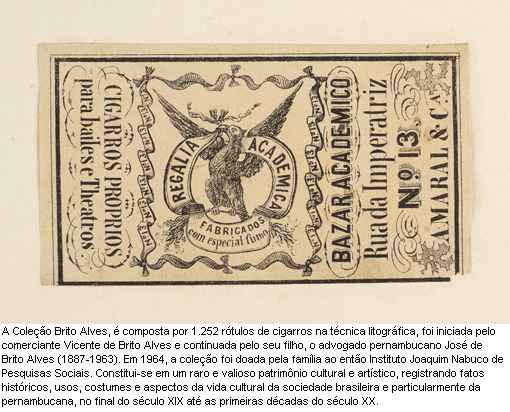 CIGARROS PROPRIOS
para bailes e Theatros
REGALIA ACADEMICA
FABRICADOS
com especial fumo
BAZAR ACADEMICO
Rua da Imperatriz
No. 13.
AMARAL & Ca.
A Coleção Brito Alves, é composta por 1.252 rótulos de cigarros na técnica litográfica, foi iniciada pelo
comerciante Vicente de Brito Alves e continuada pelo seu filho, o advogado pernambucano José de
Brito Alves (1887-1963). Em 1964, a coleção foi doada pela família ao então Instituto Joaquim Nabuco de
Pesquisas Sociais. Constitui-se em um raro e valioso patrimônio cultural e artístico, registrando fatos
históricos, usos, costumes e aspectos da vida cultural da sociedade brasileira e particularmente da
pernambucana, no final do século XIX até as primeiras décadas do século XX.